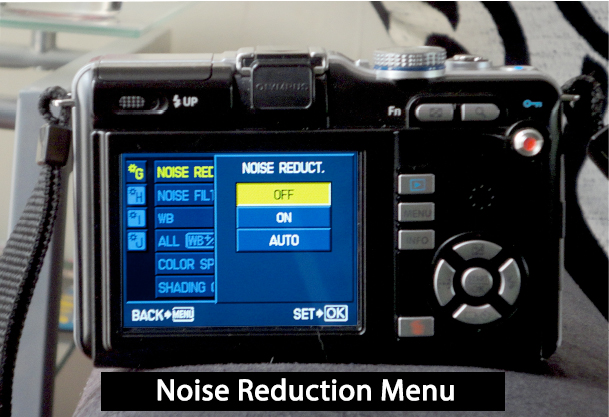 OLYMPUS
UP
Fn
G NOISE RED
NOISE REDUCT.
H NOISE FILT
OFF
I WB
ON
J ALL WB
AUTO
COLOR SP
SHADING
BACK MENU
SET OK
MENU
INFO
Noise Reduction Menu